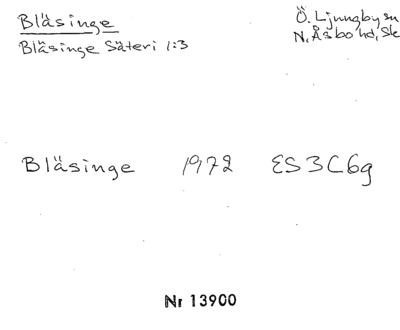 Bläsinge
Ö. Ljungby sn
Bläsinge Säteri 1:3
N. Åsbo hd, Sk
Bläsinge 1972 ES3C6g
Nr 13900